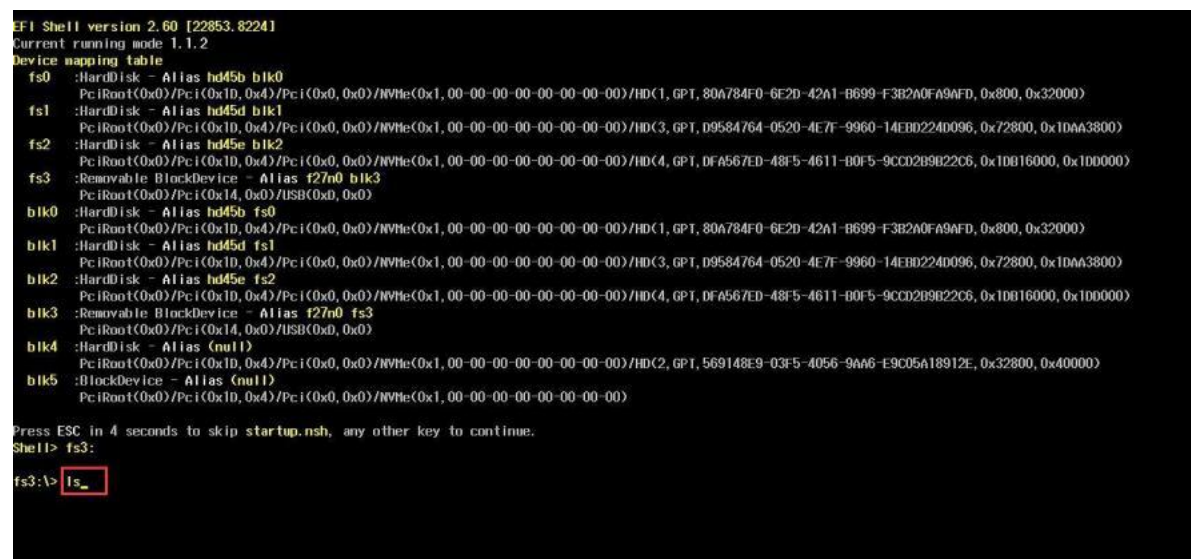 EFI Shell version 2.60 [22853.8224]
Current running mode 1.1.2
Device mapping table
fs0 :HardDisk - Alias hd45b blk0
PciRoot(0x0)/Pci(0x1D,0x4)/Pci(0x0,0x0)/NVMe(0x1,00-00-00-00-00-00-00-00)/HD(1,GPT,80A784F0-6E2D-42A1-B699-F3B2A0FA9AFD,0x800,0x32000)
fs1 :HardDisk - Alias hd45d blk1
PciRoot(0x0)/Pci(0x1D,0x4)/Pci(0x0,0x0)/NVMe(0x1,00-00-00-00-00-00-00-00)/HD(3,GPT,D9584764-0520-4E7F-9960-14EBD224D096,0x72800,0x1DAA3800)
fs2 :HardDisk - Alias hd45e blk2
PciRoot(0x0)/Pci(0x1D,0x4)/Pci(0x0,0x0)/NVMe(0x1,00-00-00-00-00-00-00-00)/HD(4,GPT,DFA567ED-48F5-4611-B0F5-9CCD2B9B22C6,0x1DB16000,0x1DD000)
fs3 :Removable BlockDevice - Alias f27n0 blk3
PciRoot(0x0)/Pci(0x14,0x0)/USB(0xD,0x0)
blk0 :HardDisk - Alias hd45b fs0
PciRoot(0x0)/Pci(0x1D,0x4)/Pci(0x0,0x0)/NVMe(0x1,00-00-00-00-00-00-00-00)/HD(1,GPT,80A784F0-6E2D-42A1-B699-F3B2A0FA9AFD,0x800,0x32000)
blk1 :HardDisk - Alias hd45d fs1
PciRoot(0x0)/Pci(0x1D,0x4)/Pci(0x0,0x0)/NVMe(0x1,00-00-00-00-00-00-00-00)/HD(3,GPT,D9584764-0520-4E7F-9960-14EBD224D096,0x72800,0x1DAA3800)
blk2 :HardDisk - Alias hd45e fs2
PciRoot(0x0)/Pci(0x1D,0x4)/Pci(0x0,0x0)/NVMe(0x1,00-00-00-00-00-00-00-00)/HD(4,GPT,DFA567ED-48F5-4611-B0F5-9CCD2B9B22C6,0x1DB16000,0x1DD000)
blk3 :Removable BlockDevice - Alias f27n0 fs3
PciRoot(0x0)/Pci(0x14,0x0)/USB(0xD,0x0)
blk4 :HardDisk - Alias (null)
PciRoot(0x0)/Pci(0x1D,0x4)/Pci(0x0,0x0)/NVMe(0x1,00-00-00-00-00-00-00-00)/HD(2,GPT,569148E9-03F5-4056-9AA6-E9C05A18912E,0x32800,0x40000)
blk5 :BlockDevice - Alias (null)
PciRoot(0x0)/Pci(0x1D,0x4)/Pci(0x0,0x0)/NVMe(0x1,00-00-00-00-00-00-00-00)
Press ESC in 4 seconds to skip startup.nsh, any other key to continue.
Shell> fs3:
fs3:\> ls_